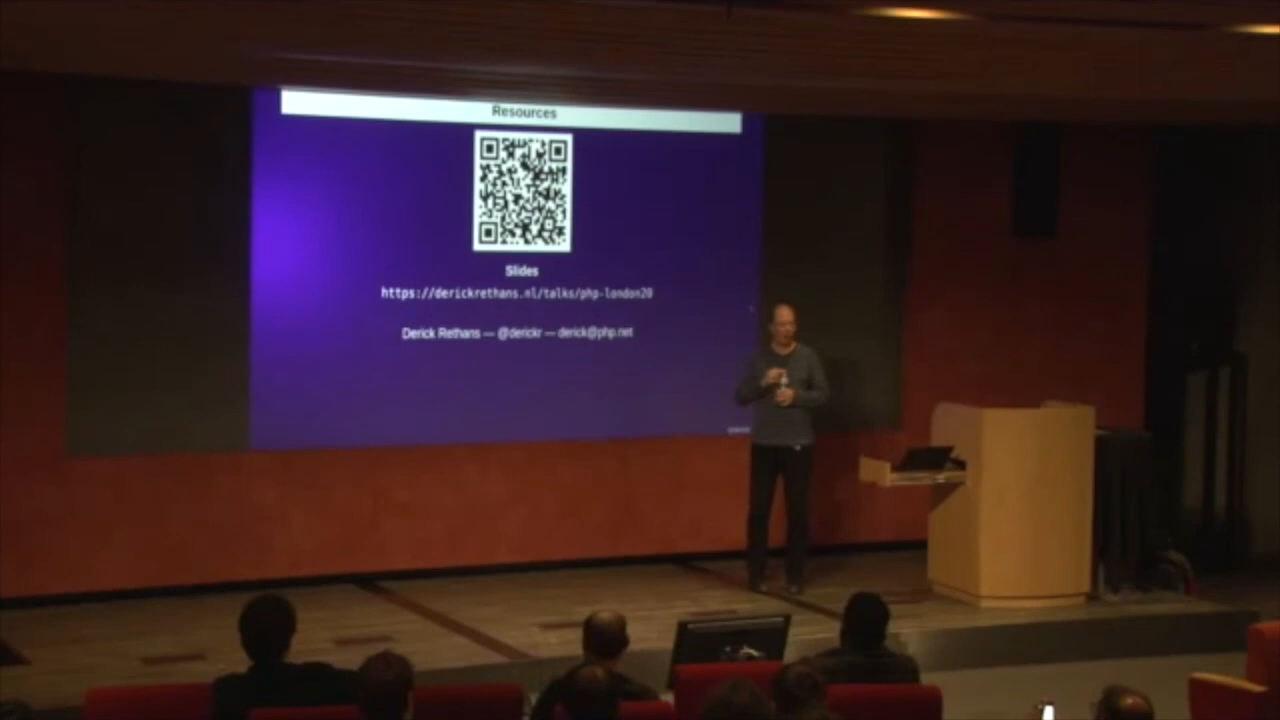 Resources
Slides
https://derickrethans.nl/talks/php-london20
Derick Rethans — @derickr — derick@php.net